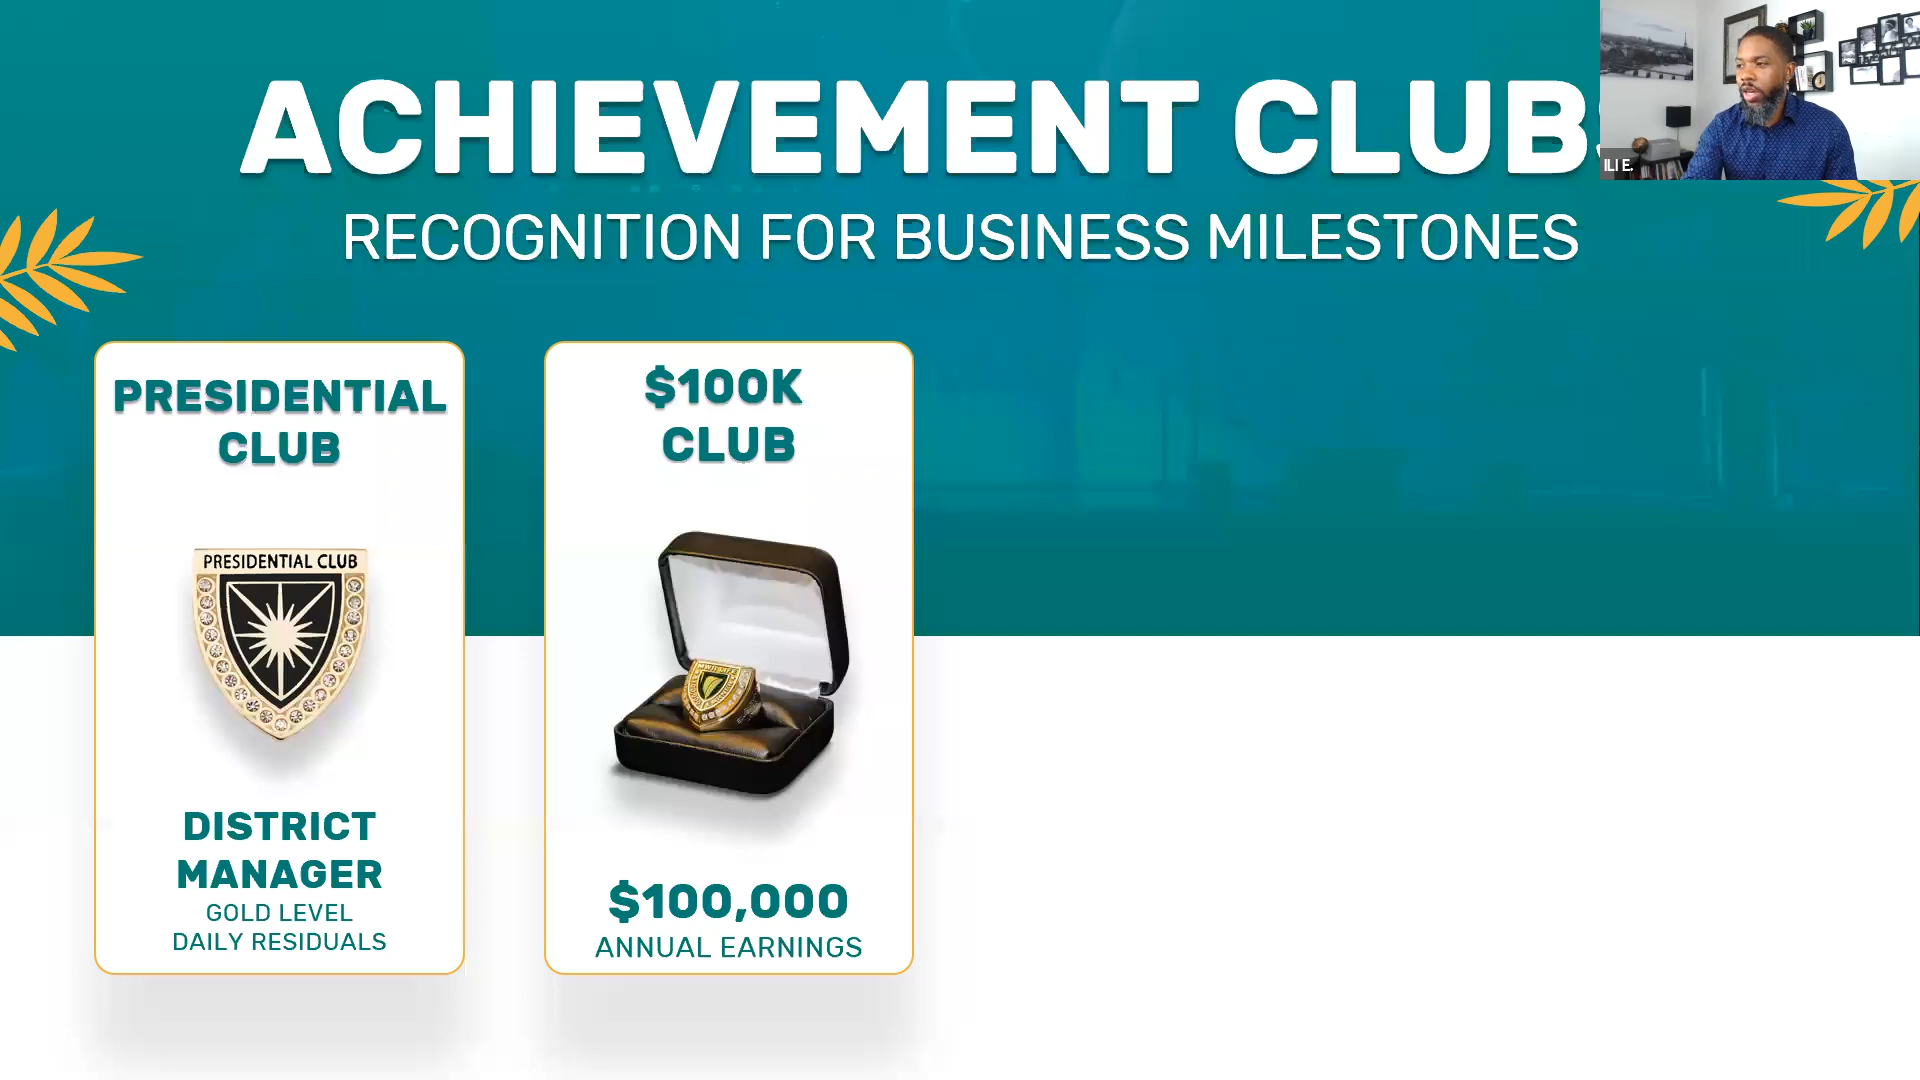 ACHIEVEMENT CLUB
RECOGNITION FOR BUSINESS MILESTONES
ILI E.
PRESIDENTIAL
CLUB
PRESIDENTIAL CLUB
DISTRICT
MANAGER
GOLD LEVEL
DAILY RESIDUALS
$100K
CLUB
$100,000
ANNUAL EARNINGS